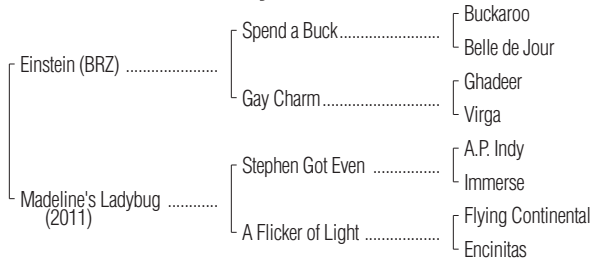 Buckaroo
Spend a Buck
Belle de Jour
Einstein (BRZ)
Ghadeer
Gay Charm
Virga
A.P. Indy
Stephen Got Even
Immerse
Madeline's Ladybug
(2011)
Flying Continental
A Flicker of Light
Encinitas